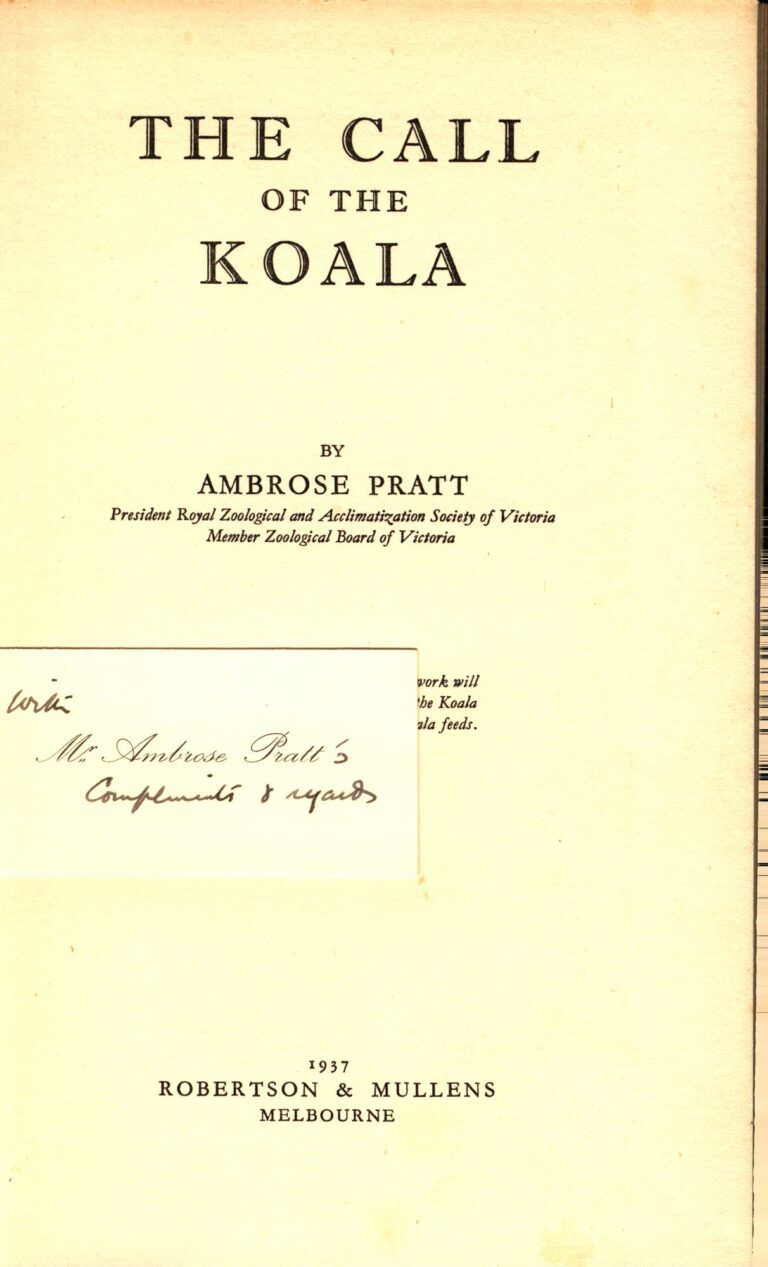 THE CALL
OF THE
KOALA
BY
AMBROSE PRATT
President Royal Zoological and Acclimatization Society of Victoria
Member Zoological Board of Victoria
work will
the Koala
feeds.
with
Mr. Ambrose Pratt's
Compliments & regards
1937
ROBERTSON & MULLENS
MELBOURNE